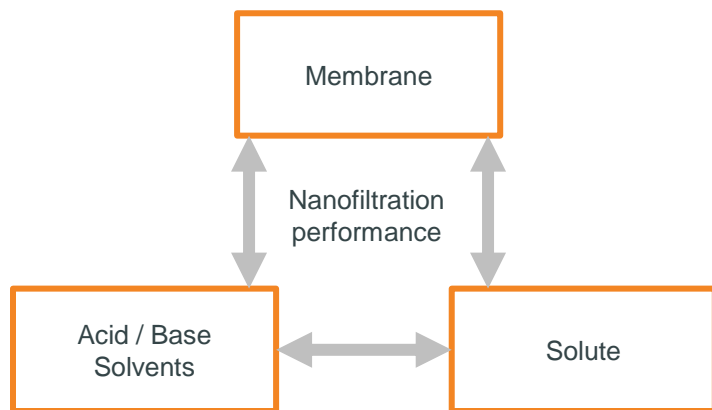 Membrane
Nanofiltration
performance
Acid / Base
Solvents
Solute